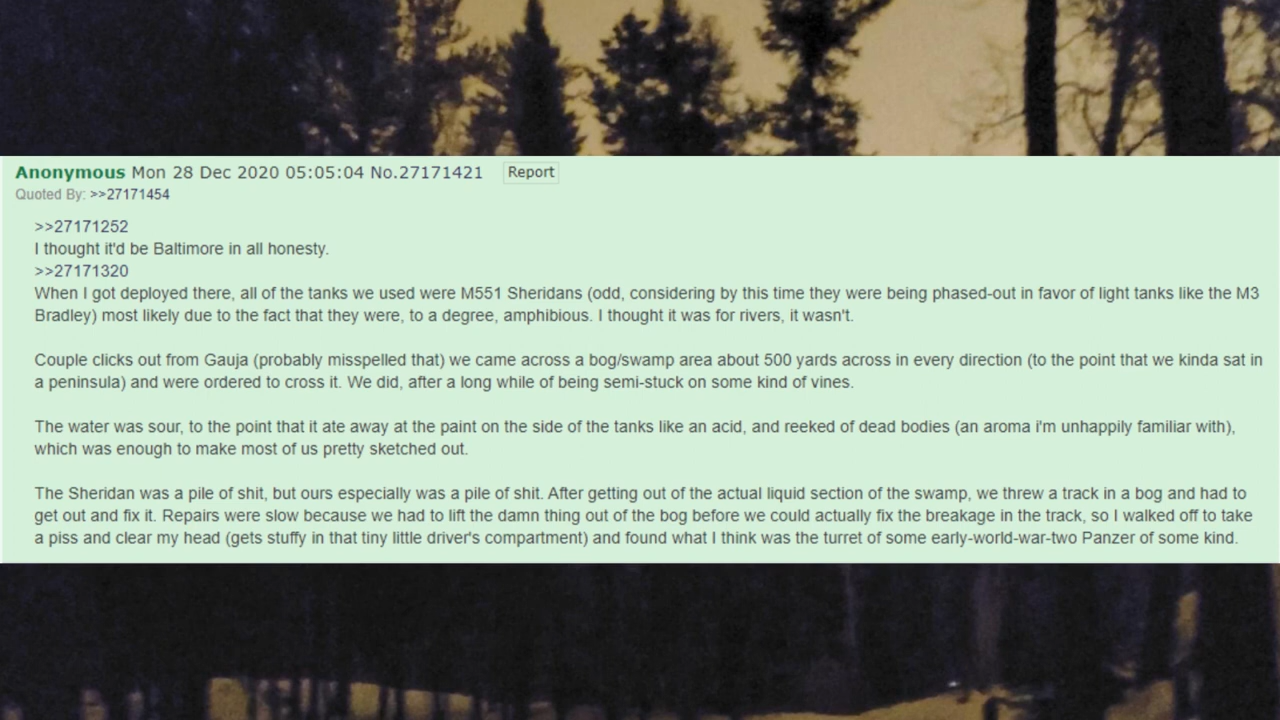 Anonymous Mon 28 Dec 2020 05:05:04 No.27171421 Report
Quoted By: >>27171454
>>27171252
I thought it'd be Baltimore in all honesty.
>>27171320
When I got deployed there, all of the tanks we used were M551 Sheridans (odd, considering by this time they were being phased-out in favor of light tanks like the M3
Bradley) most likely due to the fact that they were, to a degree, amphibious. I thought it was for rivers, it wasn't.
Couple clicks out from Gauja (probably misspelled that) we came across a bog/swamp area about 500 yards across in every direction (to the point that we kinda sat in
a peninsula) and were ordered to cross it. We did, after a long while of being semi-stuck on some kind of vines.
The water was sour, to the point that it ate away at the paint on the side of the tanks like an acid, and reeked of dead bodies (an aroma i'm unhappily familiar with),
which was enough to make most of us pretty sketched out.
The Sheridan was a pile of shit, but ours especially was a pile of shit. After getting out of the actual liquid section of the swamp, we threw a track in a bog and had to
get out and fix it. Repairs were slow because we had to lift the damn thing out of the bog before we could actually fix the breakage in the track, so I walked off to take
a piss and clear my head (gets stuffy in that tiny little driver's compartment) and found what I think was the turret of some early-world-war-two Panzer of some kind.